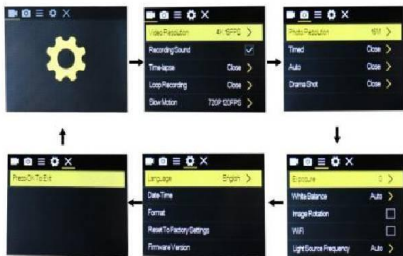 Video Resolution 4K 15FPS
Recording Sound
Time-lapse Close
Loop Recording Close
Slow Motion 720P 120FPS
Photo Resolution 16M
Timed Close
Auto Close
Drama Shot Close
Exposure 0
White Balance Auto
Image Rotation
WiFi
Light Source Frequency Auto
Language English
Date-Time
Format
Reset To Factory Settings
Firmware Version
Press OK To Exit